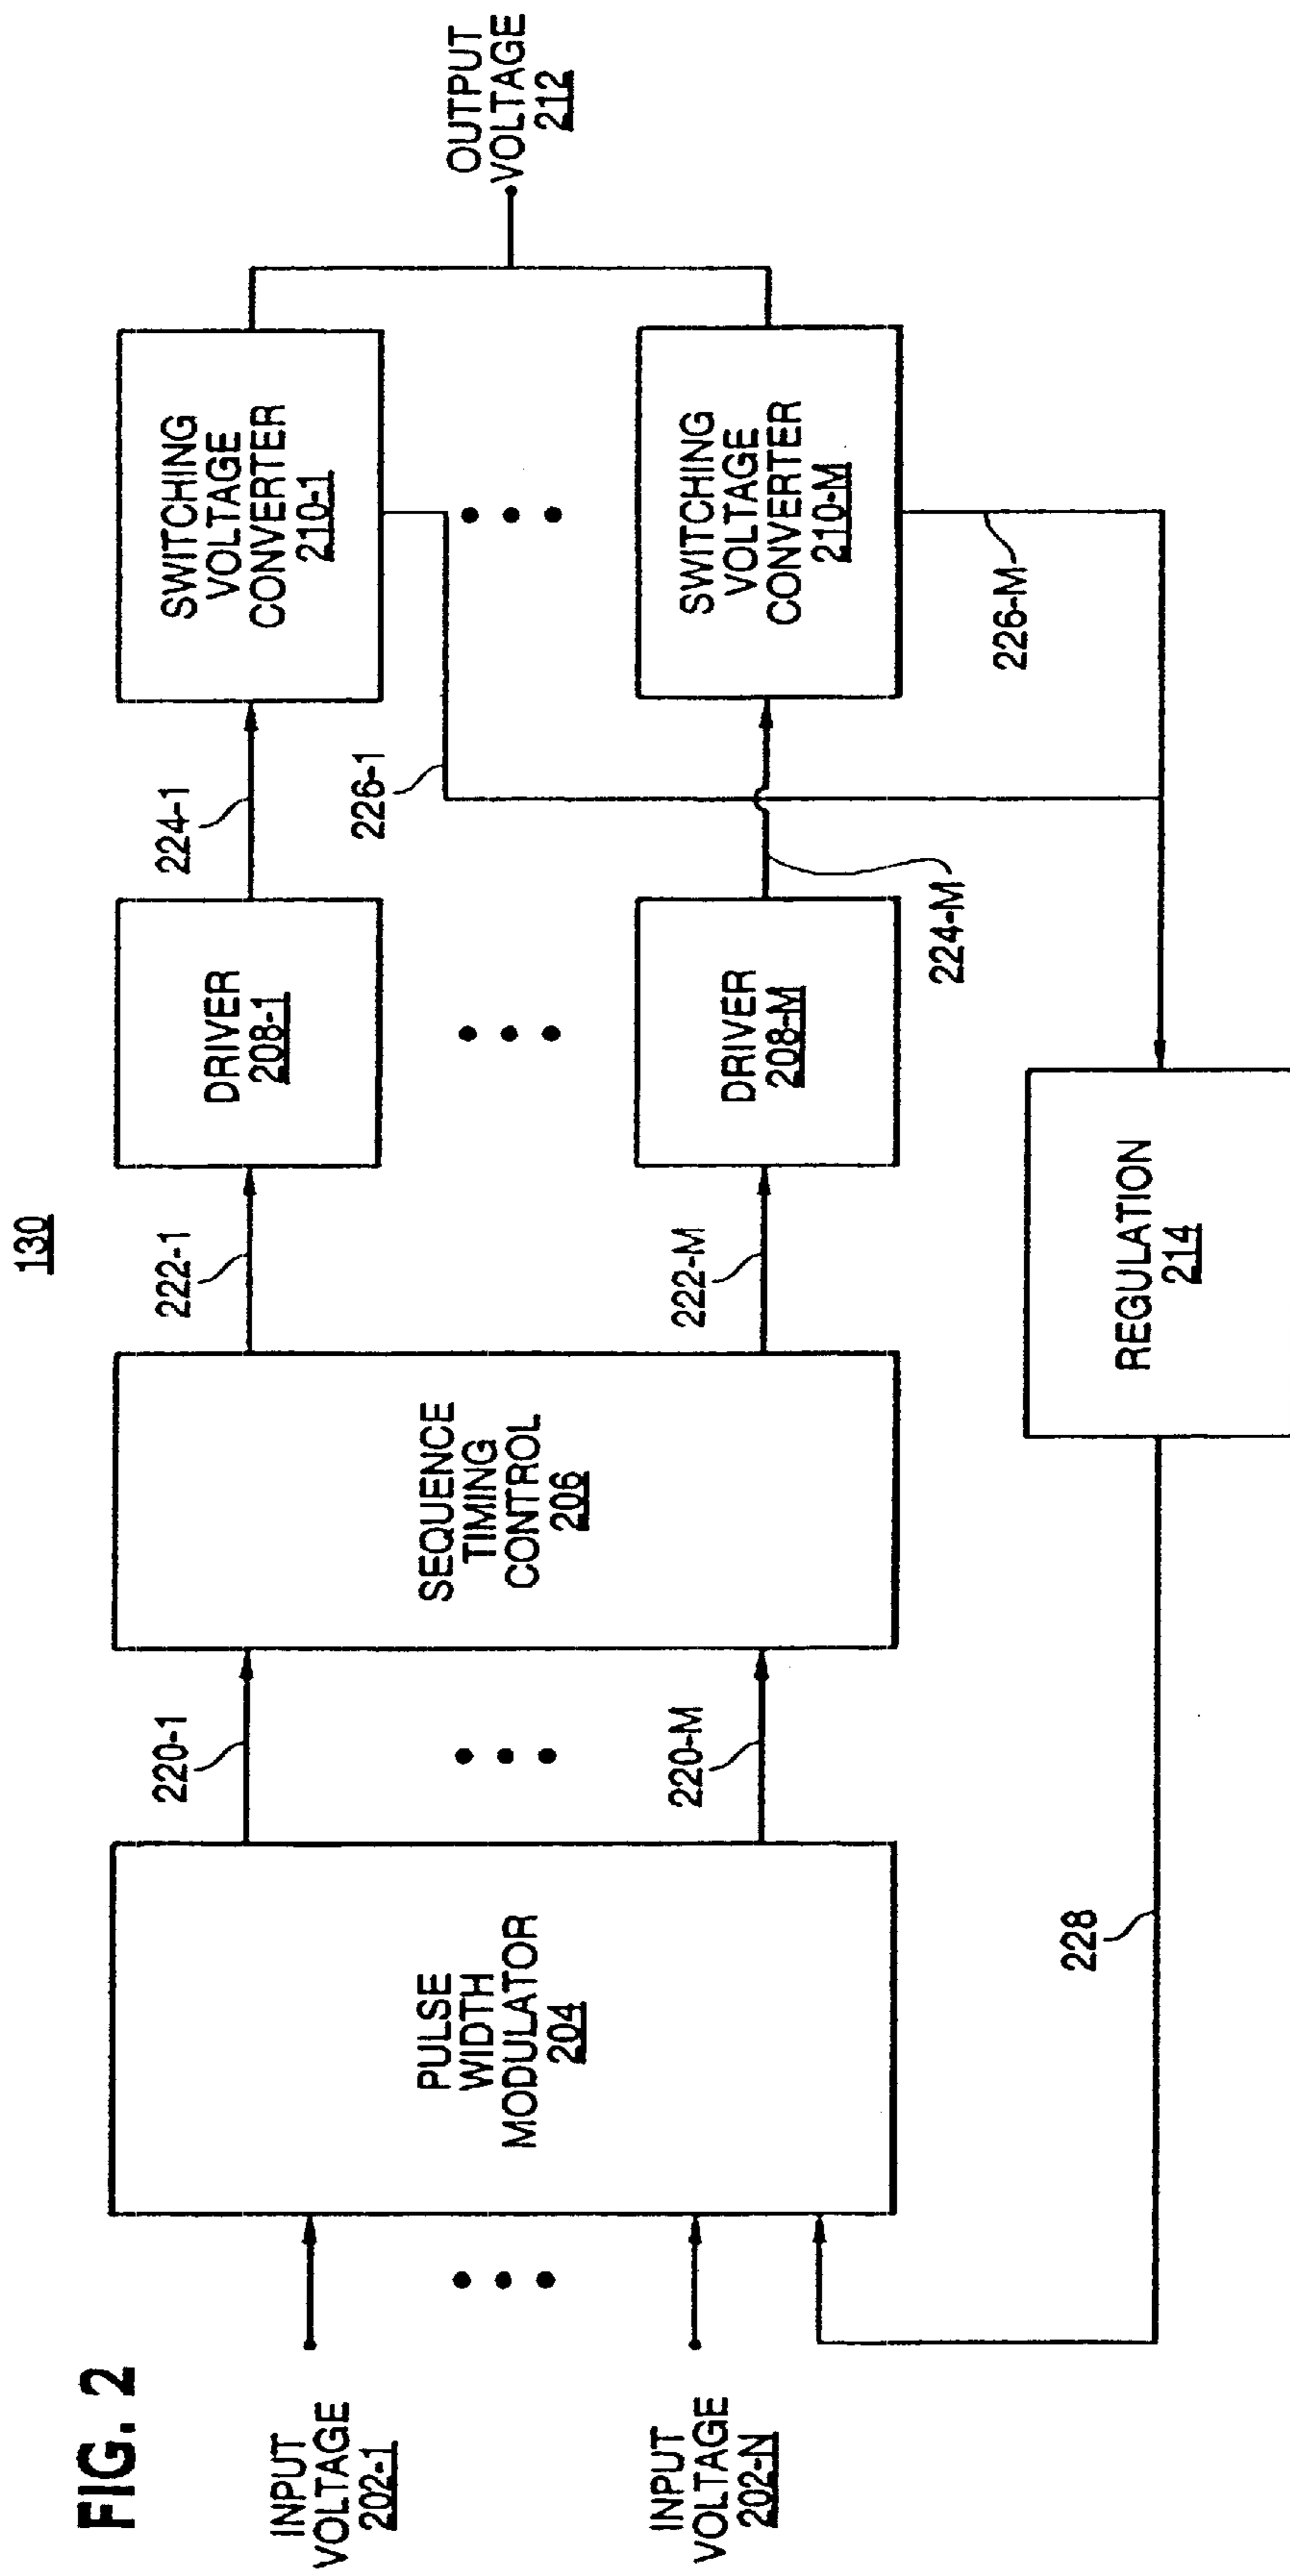 FIG. 2
130
INPUT
VOLTAGE
202-1
INPUT
VOLTAGE
202-N
PULSE
WIDTH
MODULATOR
204
220-1
220-M
SEQUENCE
TIMING
CONTROL
206
222-1
222-M
DRIVER
208-1
DRIVER
208-M
224-1
224-M
226-1
SWITCHING
VOLTAGE
CONVERTER
210-1
SWITCHING
VOLTAGE
CONVERTER
210-M
226-M
OUTPUT
VOLTAGE
212
REGULATION
214
228